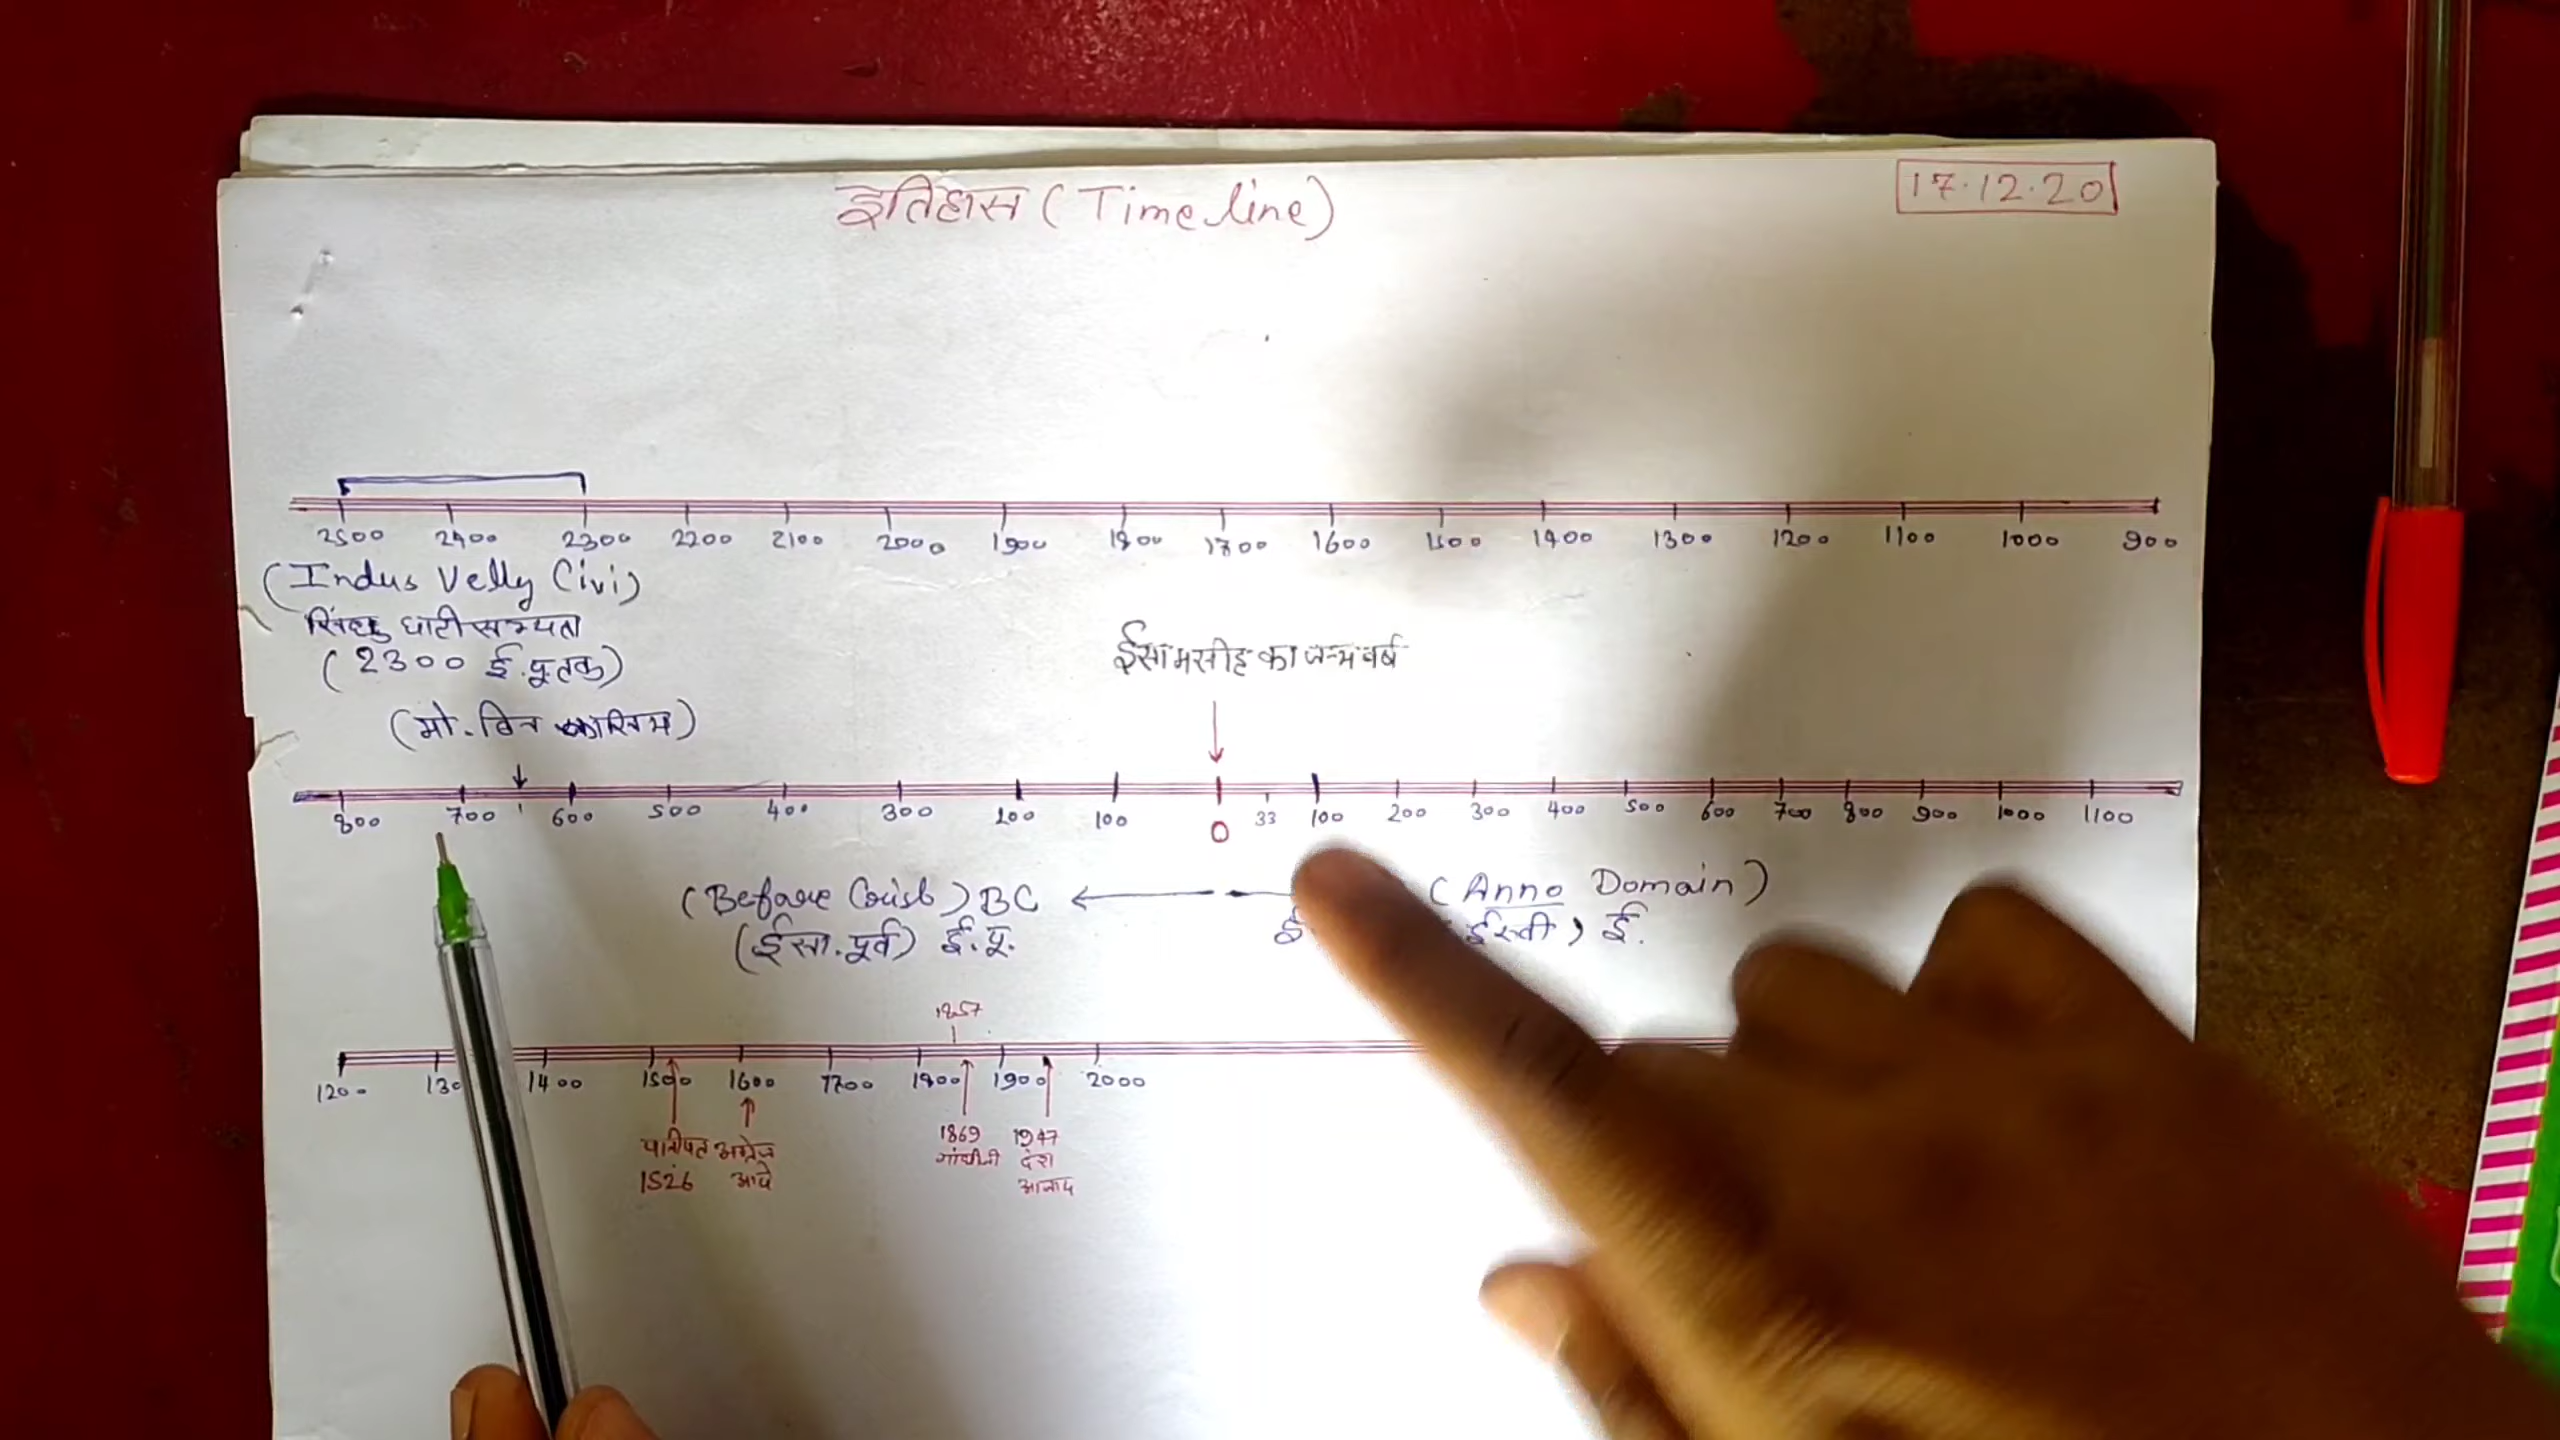 इतिहास (Time line)
17.12.20
2500 2400 2300 2200 2100 2000 1900 1800 1700 1600 1500 1400 1300 1200 1100 1000 900
(Indus Velly Civi)
सिंधु घाटी सभ्यता
(2300 ई.पू.तक)
ईसा मसीह का जन्म वर्ष
(मो. बिन कासिम)
800 700 600 500 400 300 200 100 0 33 100 200 300 400 500 600 700 800 900 1000 1100
(Before Crisb) BC (Anno Domain)
(ईसा. पूर्व) ई. पू. ई.
1857
1200 130 1400 1500 1600 1700 1800 1900 2000
पानीपत अंग्रेज 1869 1947
1526 आये गांधीजी देश
आजाद